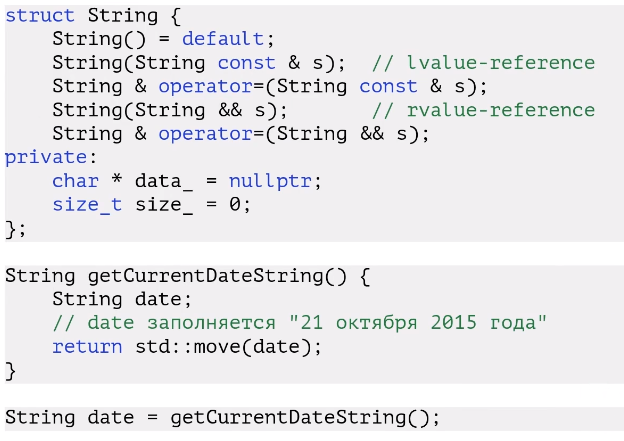 struct String {
    String() = default;
    String(String const & s);  // lvalue-reference
    String & operator=(String const & s);
    String(String && s);       // rvalue-reference
    String & operator=(String && s);
private:
    char * data_ = nullptr;
    size_t size_ = 0;
};
String getCurrentDateString() {
    String date;
    // date заполняется "21 октября 2015 года"
    return std::move(date);
}
String date = getCurrentDateString();